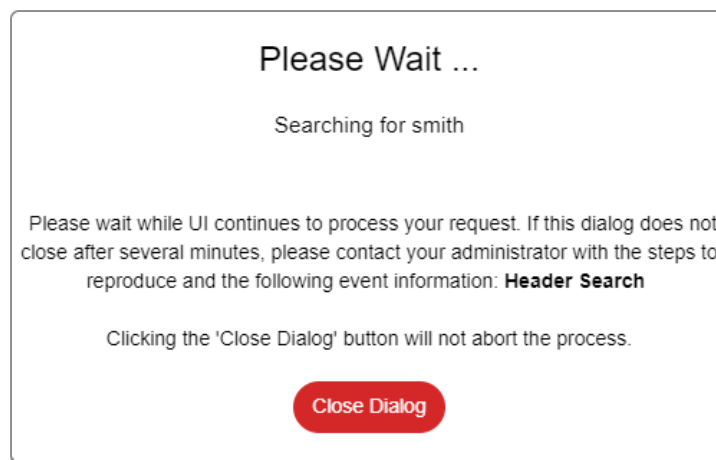 Please Wait ...
Searching for smith
Please wait while UI continues to process your request. If this dialog does not
close after several minutes, please contact your administrator with the steps to
reproduce and the following event information: Header Search
Clicking the 'Close Dialog' button will not abort the process.
Close Dialog